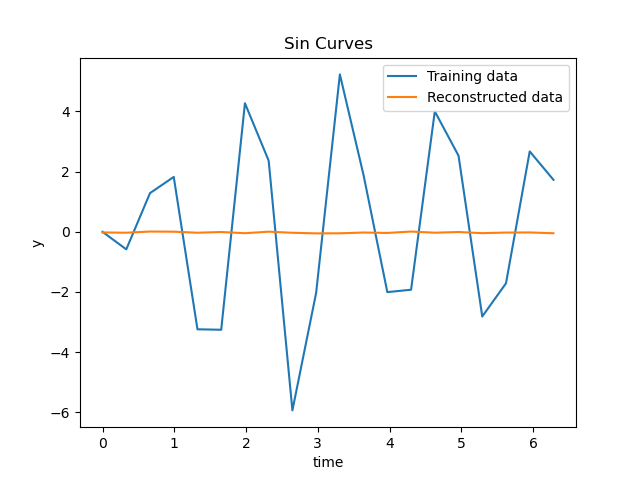 Sin Curves
Training data
Reconstructed data
4
2
0
−2
−4
−6
y
0 1 2 3 4 5 6
time